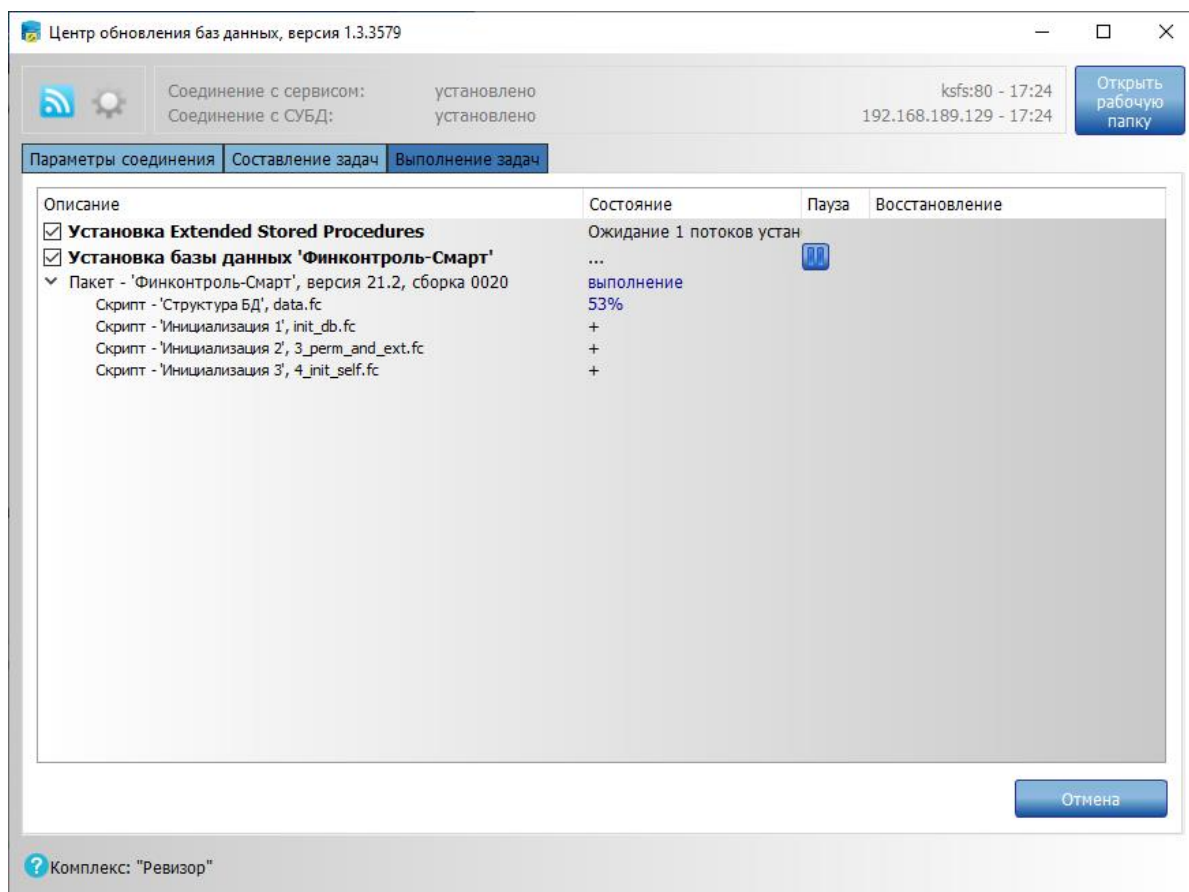 Центр обновления баз данных, версия 1.3.3579
Соединение с сервисом: установлено ksfs:80 - 17:24
Соединение с СУБД: установлено 192.168.189.129 - 17:24
Открыть
рабочую
папку
Параметры соединения Составление задач Выполнение задач
Описание Состояние Пауза Восстановление
Установка Extended Stored Procedures Ожидание 1 потоков устан
Установка базы данных 'Финконтроль-Смарт' ...
Пакет - 'Финконтроль-Смарт', версия 21.2, сборка 0020 выполнение
Скрипт - 'Структура БД', data.fc 53%
Скрипт - 'Инициализация 1', init_db.fc +
Скрипт - 'Инициализация 2', 3_perm_and_ext.fc +
Скрипт - 'Инициализация 3', 4_init_self.fc +
Отмена
Комплекс: "Ревизор"